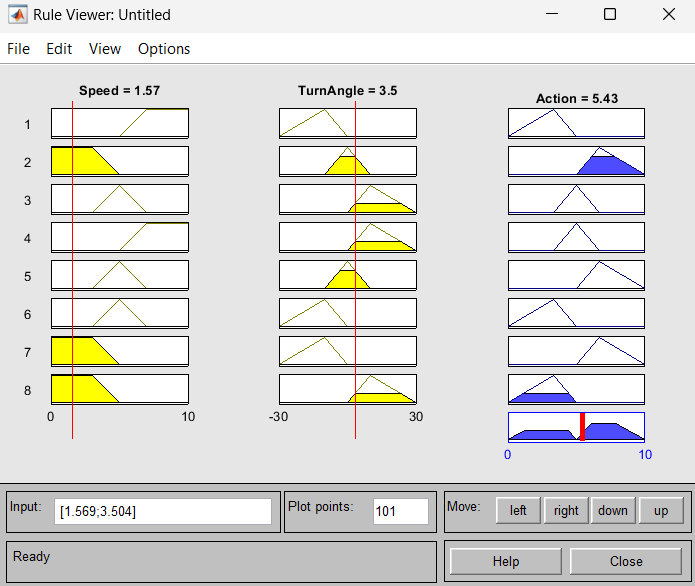 Rule Viewer: Untitled
File Edit View Options
Speed = 1.57 TurnAngle = 3.5 Action = 5.43
1
2
3
4
5
6
7
8
0 10 -30 30
0 10
Input: [1.569;3.504] Plot points: 101 Move: left right down up
Ready Help Close